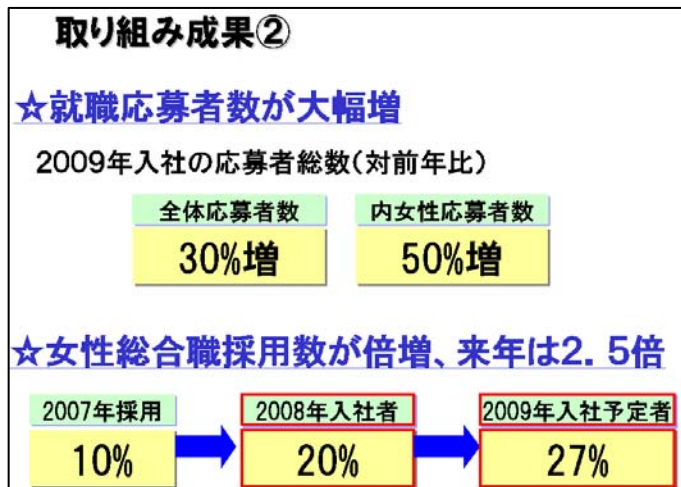 取り組み成果②
☆就職応募者数が大幅増
2009年入社の応募者総数(対前年比)
全体応募者数 内女性応募者数
30%増 50%増
☆女性総合職採用数が倍増、来年は2.5倍
2007年採用 2008年入社者 2009年入社予定者
10% 20% 27%